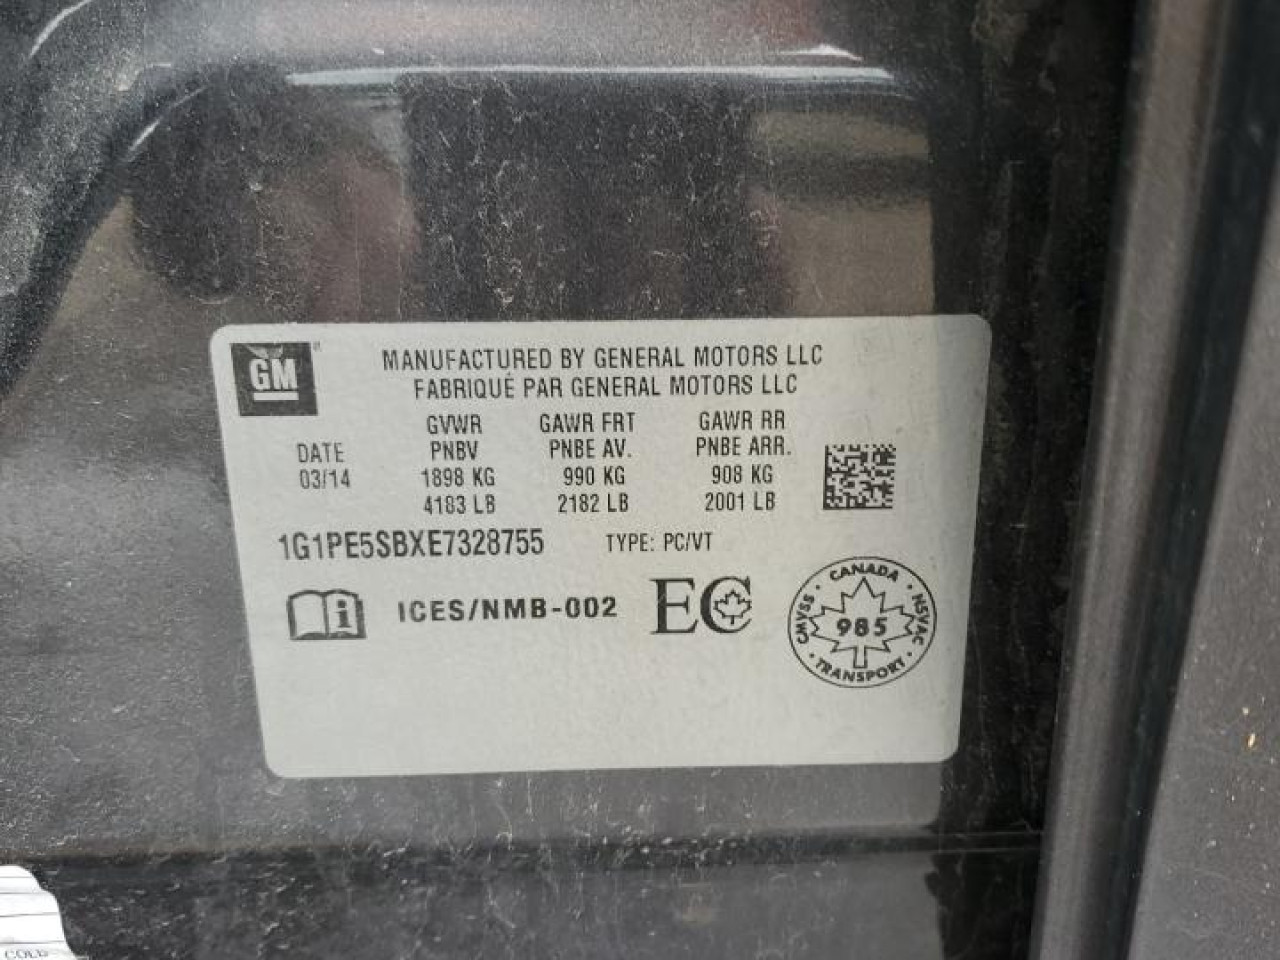 GM
MANUFACTURED BY GENERAL MOTORS LLC
FABRIQUÉ PAR GENERAL MOTORS LLC
GVWR GAWR FRT GAWR RR
DATE PNBV PNBE AV. PNBE ARR.
03/14 1898 KG 990 KG 908 KG
4183 LB 2182 LB 2001 LB
1G1PE5SBXE7328755 TYPE: PC/VT
i ICES/NMB-002 EC
CANADA
CMVSS 985 NSVAC
TRANSPORT
COLD